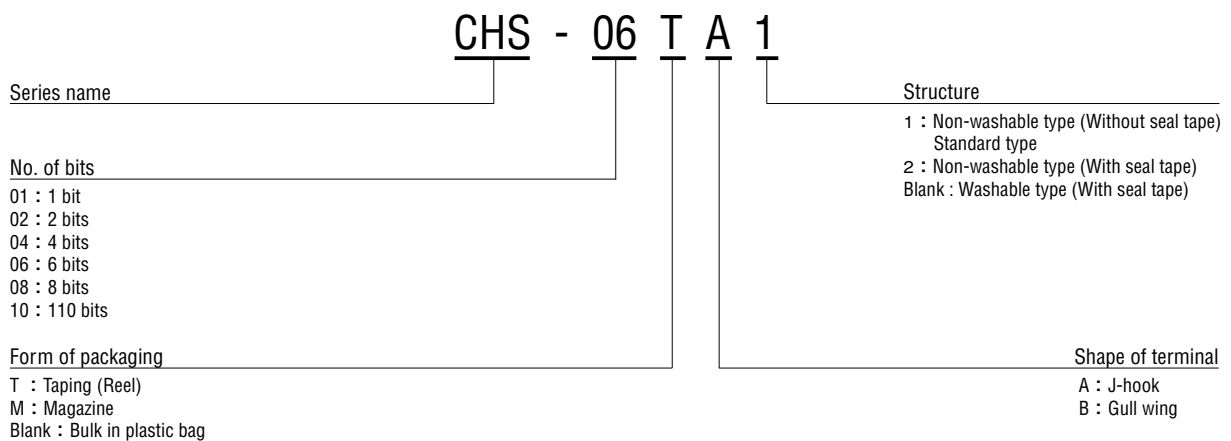 CHS - 06 T A 1
Series name
No. of bits
01 : 1 bit
02 : 2 bits
04 : 4 bits
06 : 6 bits
08 : 8 bits
10 : 110 bits
Form of packaging
T : Taping (Reel)
M : Magazine
Blank : Bulk in plastic bag
Structure
1 : Non-washable type (Without seal tape)
Standard type
2 : Non-washable type (With seal tape)
Blank : Washable type (With seal tape)
Shape of terminal
A : J-hook
B : Gull wing